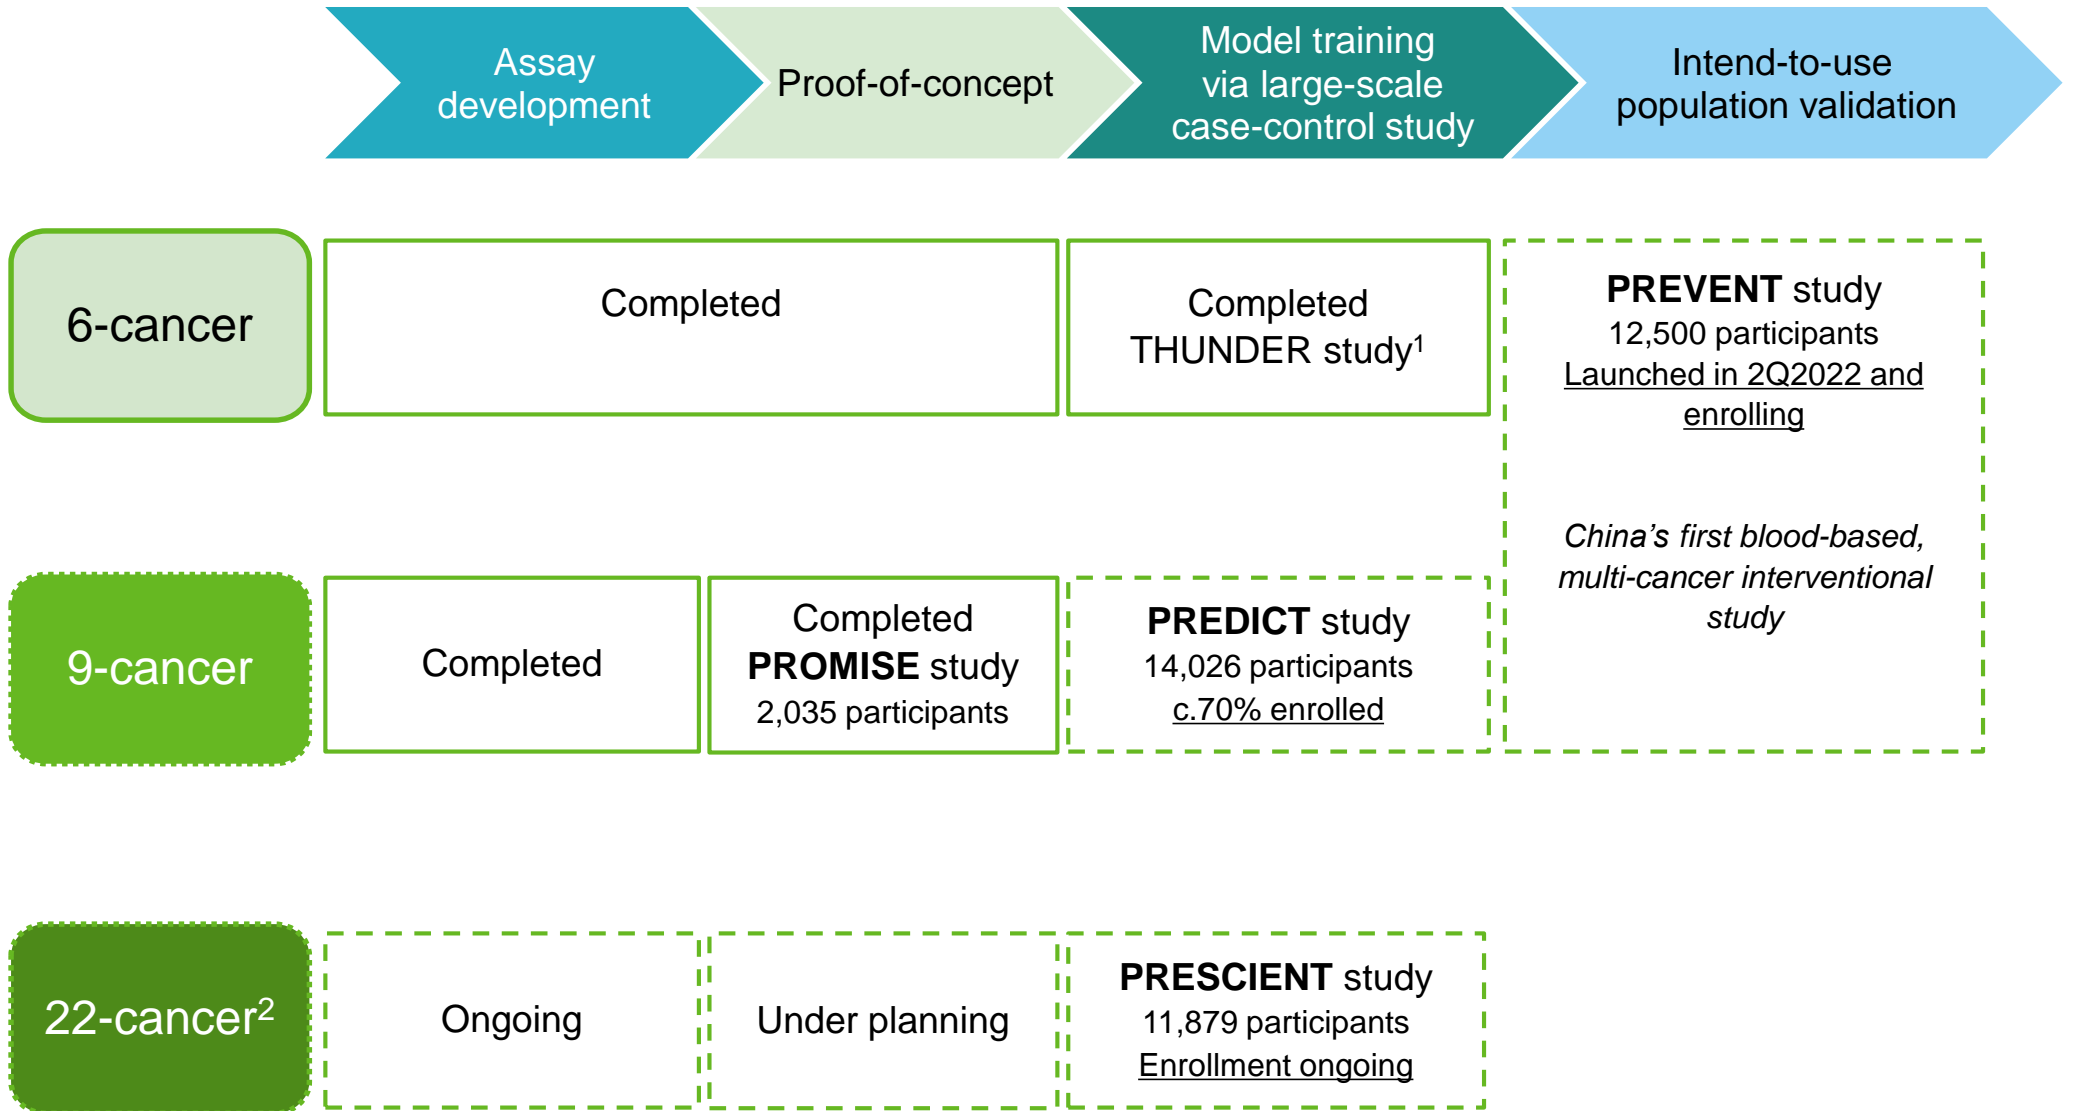 Assay
development
Proof-of-concept
Model training
via large-scale
case-control study
Intend-to-use
population validation
6-cancer
Completed
Completed
THUNDER study¹
PREVENT study
12,500 participants
Launched in 2Q2022 and
enrolling
China’s first blood-based,
multi-cancer interventional
study
9-cancer
Completed
Completed
PROMISE study
2,035 participants
PREDICT study
14,026 participants
c.70% enrolled
22-cancer²
Ongoing
Under planning
PRESCIENT study
11,879 participants
Enrollment ongoing